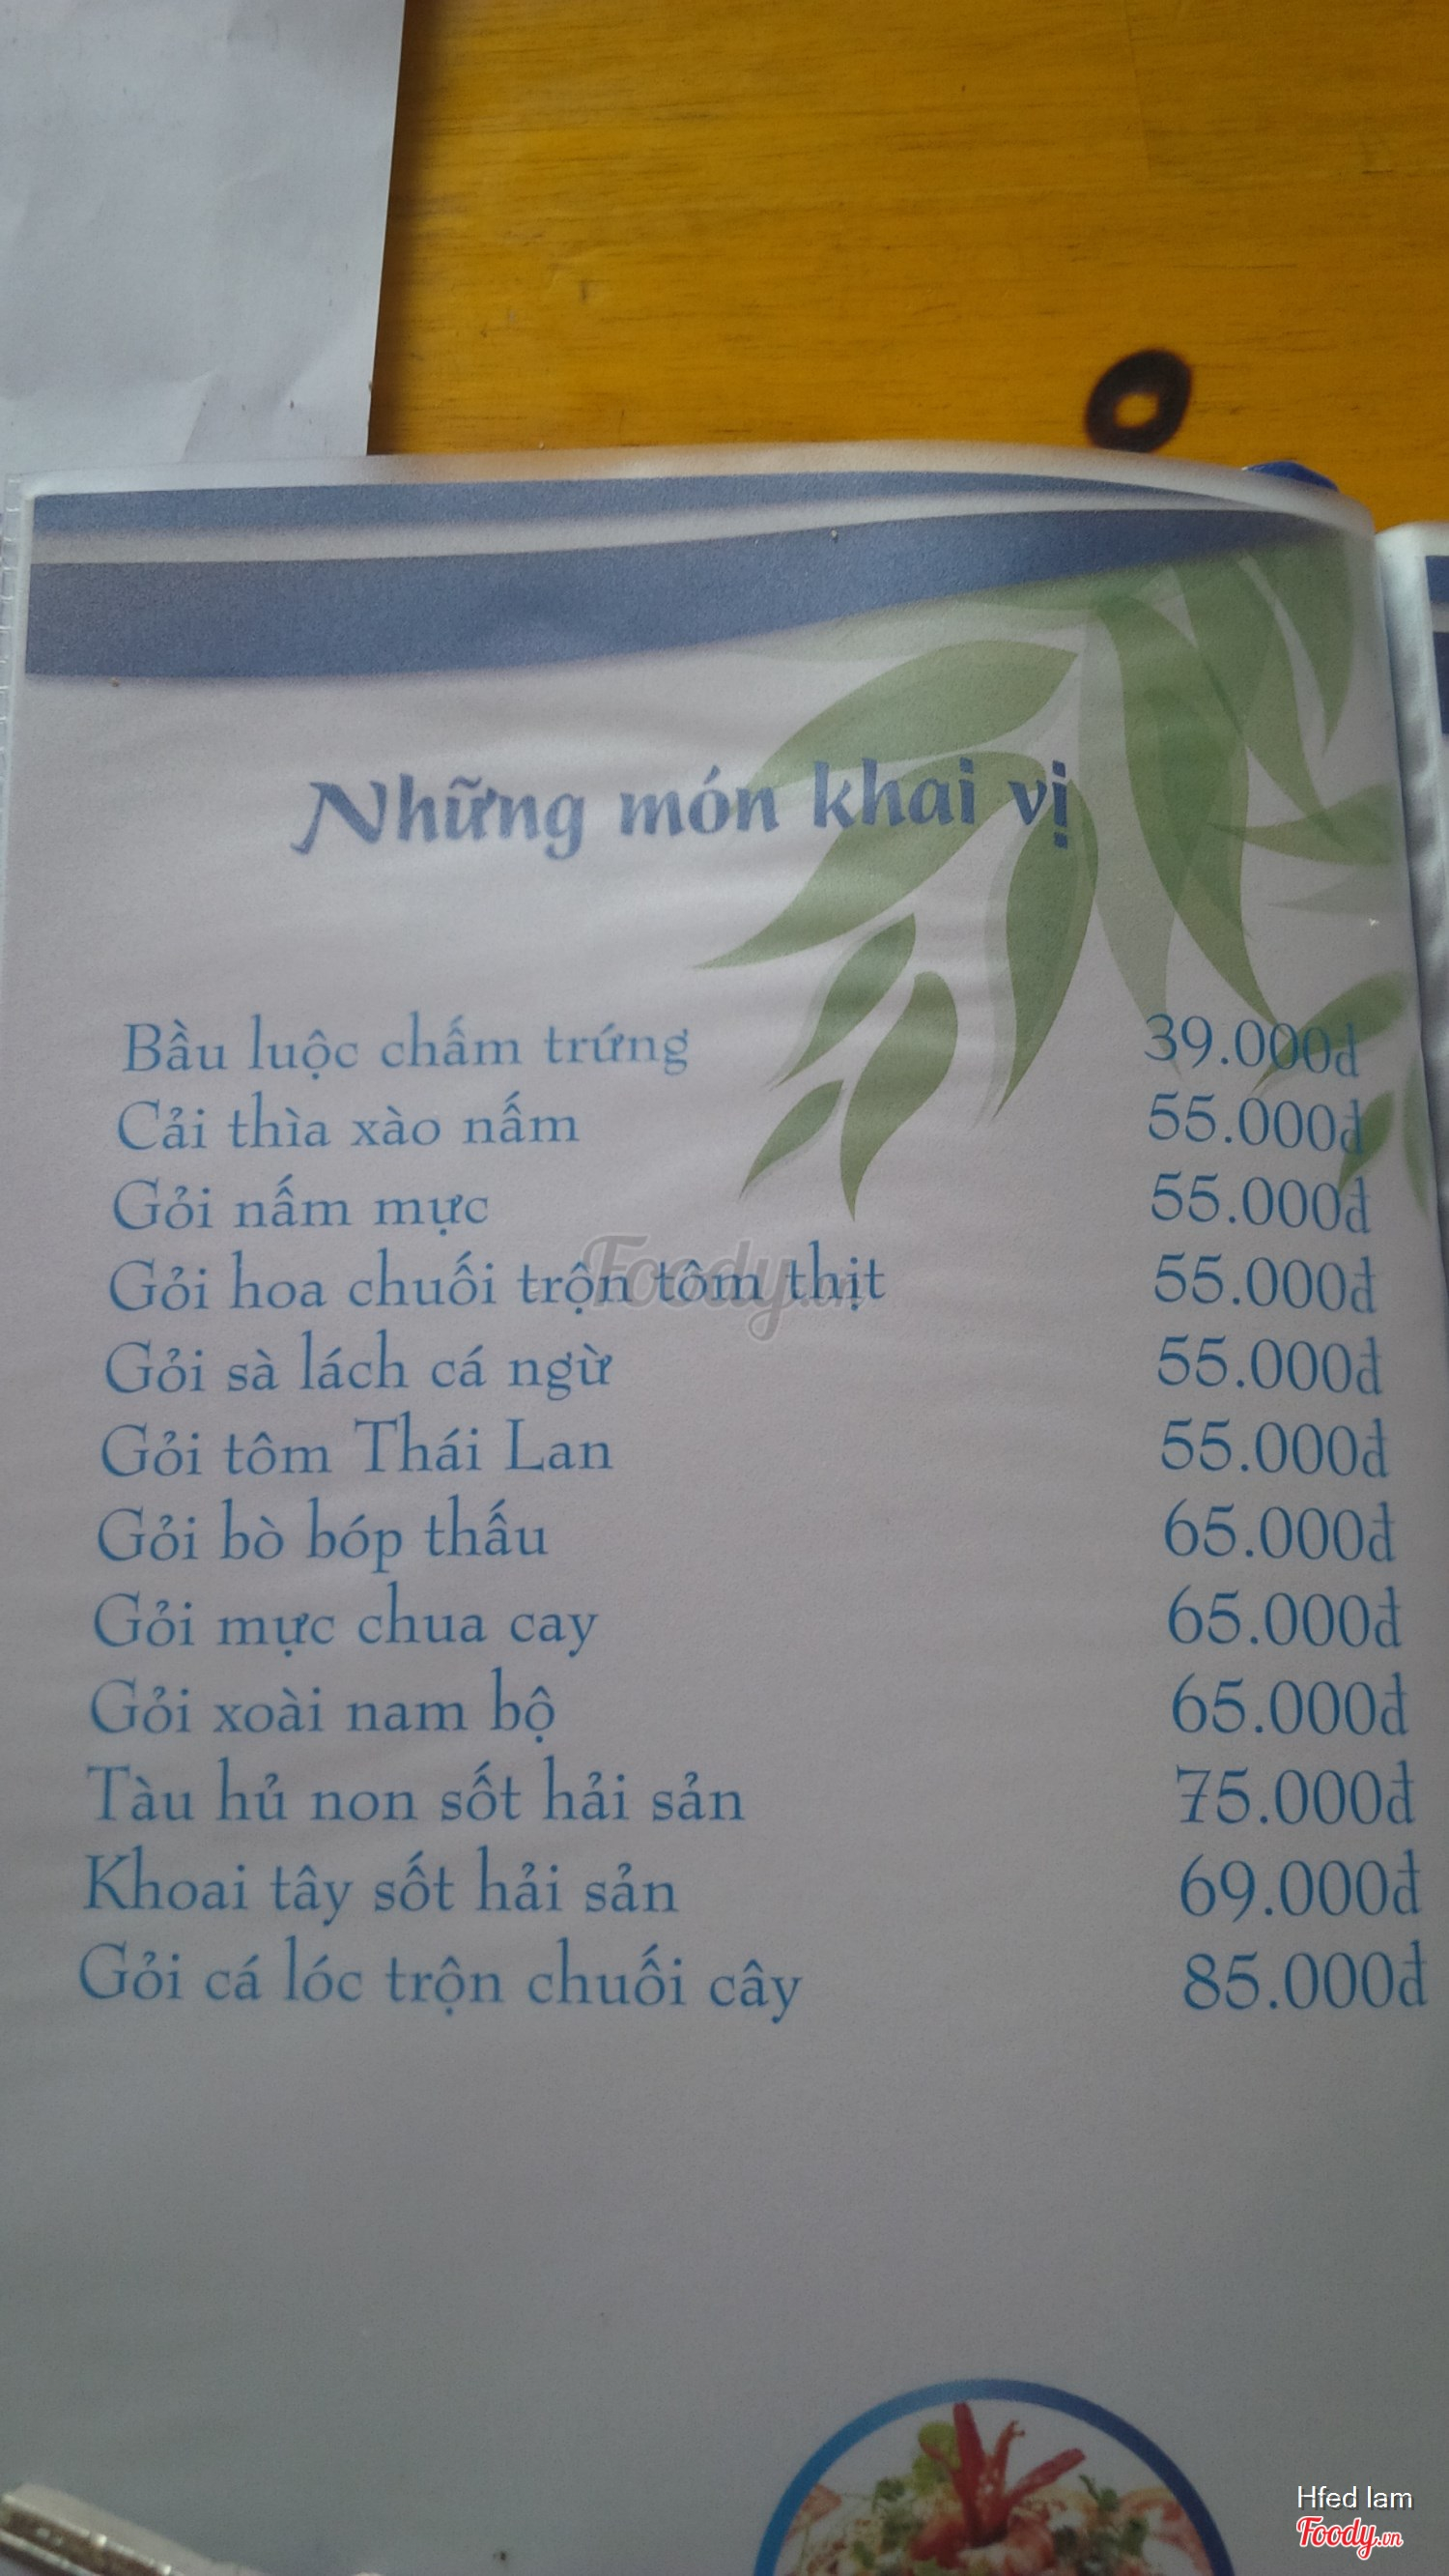 Những món khai vị
Bầu luộc chấm trứng 39.000đ
Cải thìa xào nấm 55.000đ
Gỏi nấm mực 55.000đ
Gỏi hoa chuối trộn tôm thịt 55.000đ
Gỏi sà lách cá ngừ 55.000đ
Gỏi tôm Thái Lan 55.000đ
Gỏi bò bóp thấu 65.000đ
Gỏi mực chua cay 65.000đ
Gỏi xoài nam bộ 65.000đ
Tàu hủ non sốt hải sản 75.000đ
Khoai tây sốt hải sản 69.000đ
Gỏi cá lóc trộn chuối cây 85.000đ
Foody.vn
Hfed lam
Foody.vn